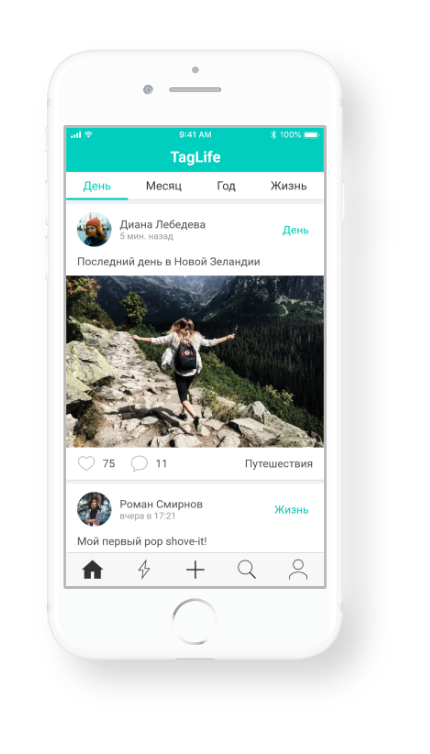 9:41 AM
100%
TagLife
День Месяц Год Жизнь
Диана Лебедева
5 мин. назад
День
Последний день в Новой Зеландии
75 11 Путешествия
Роман Смирнов
вчера в 17:21
Жизнь
Мой первый pop shove-it!